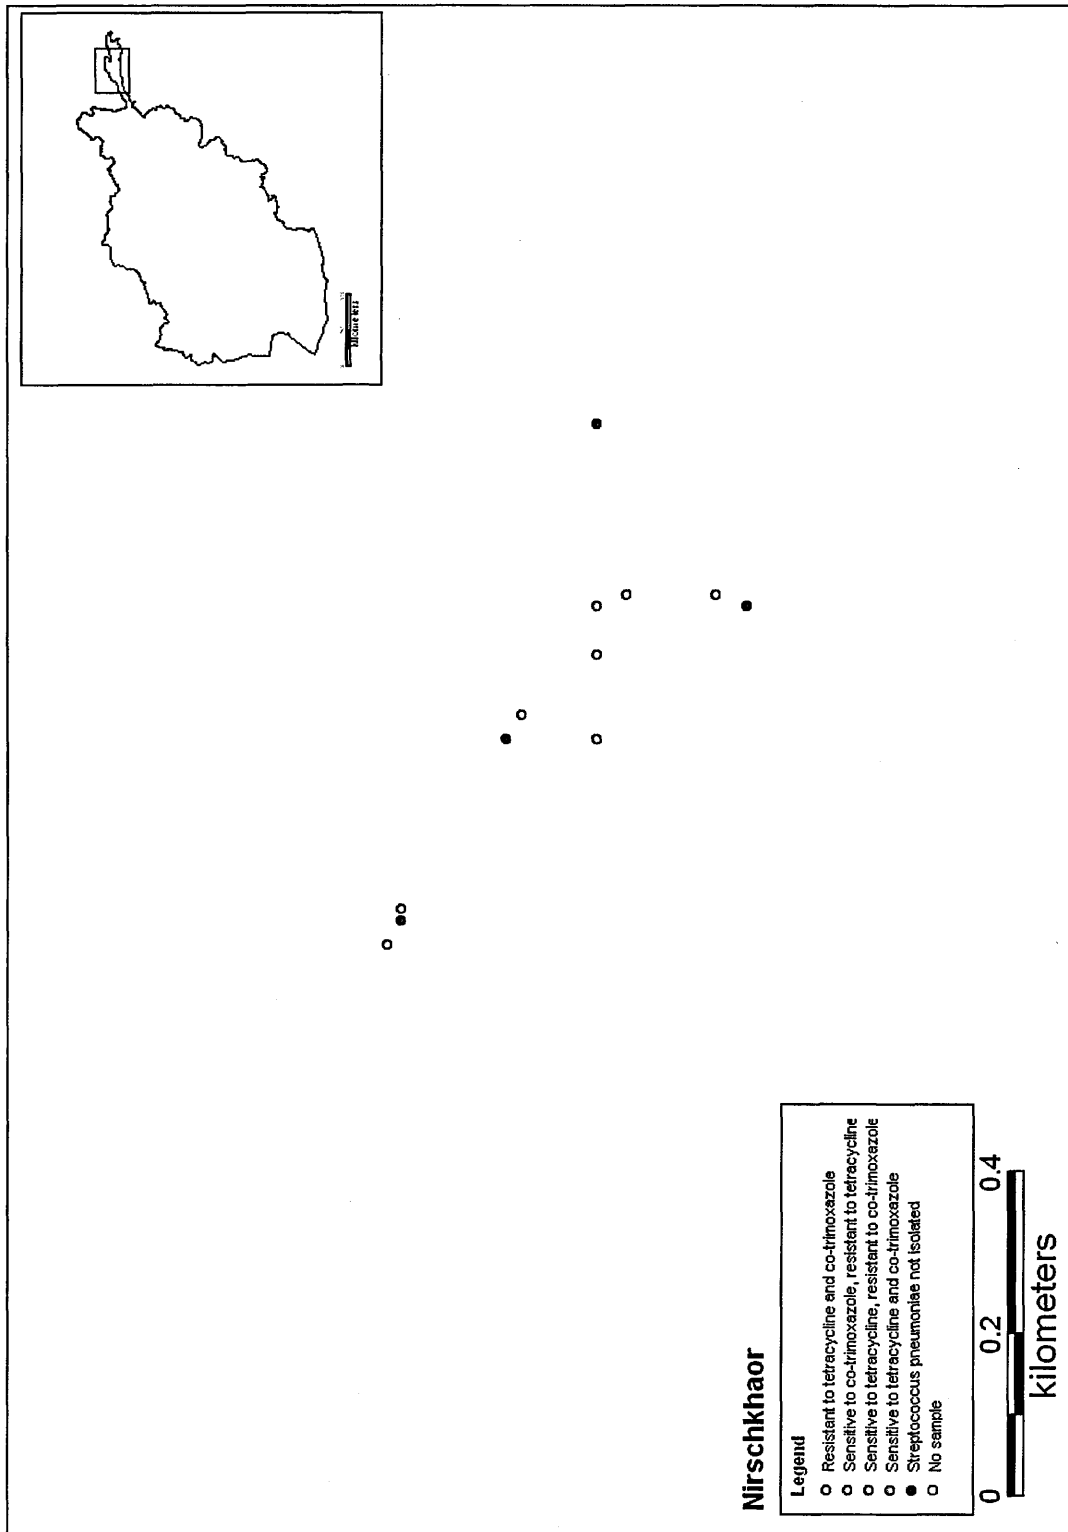 Nirschkhaor
Legend
Resistant to tetracycline and co-trimoxazole
Sensitive to co-trimoxazole, resistant to tetracycline
Sensitive to tetracycline, resistant to co-trimoxazole
Sensitive to tetracycline and co-trimoxazole
Streptococcus pneumoniae not isolated
No sample
0 0.2 0.4
kilometers
kilometers